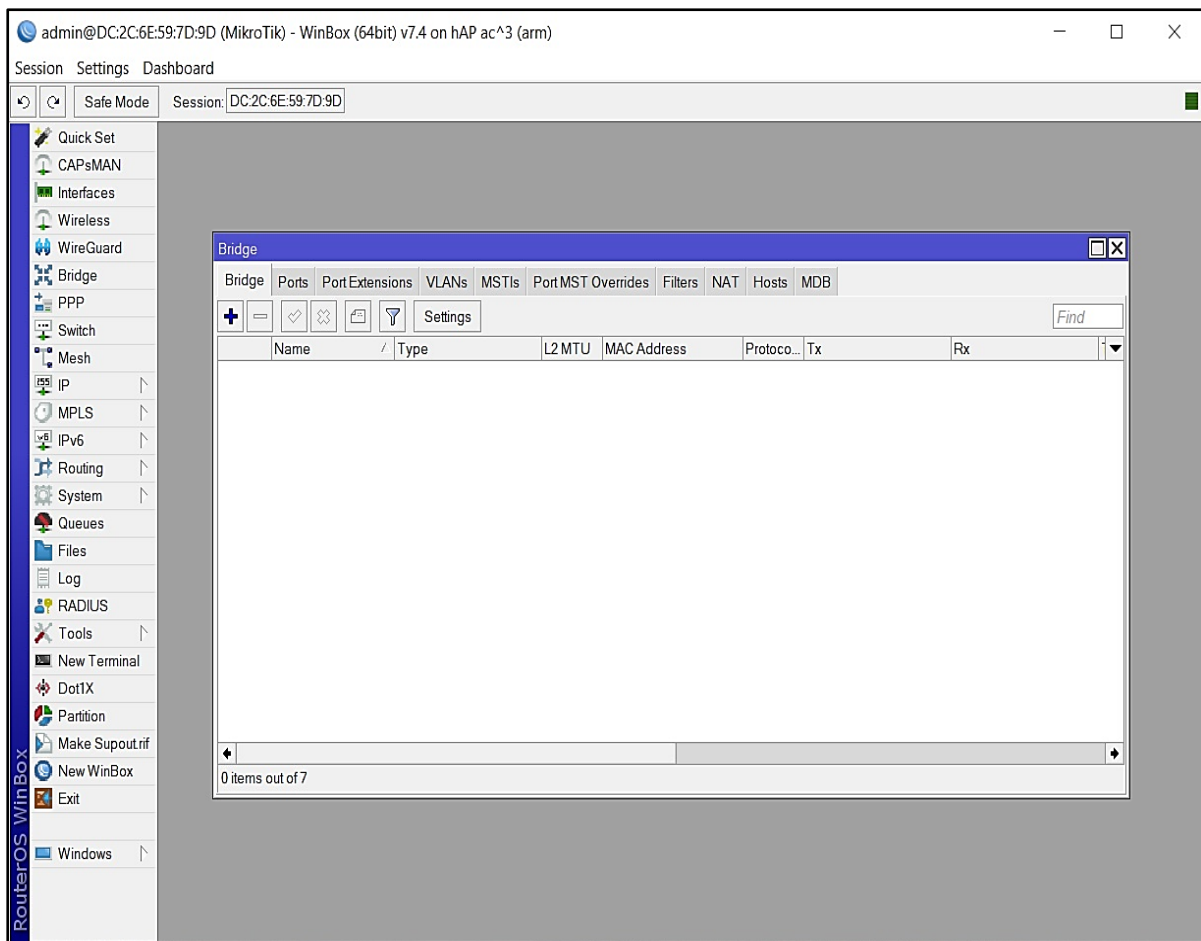 admin@DC:2C:6E:59:7D:9D (MikroTik) - WinBox (64bit) v7.4 on hAP ac^3 (arm)
Session Settings Dashboard
Safe Mode Session: DC:2C:6E:59:7D:9D
Quick Set
CAPsMAN
Interfaces
Wireless
WireGuard
Bridge
PPP
Switch
Mesh
IP
MPLS
IPv6
Routing
System
Queues
Files
Log
RADIUS
Tools
New Terminal
Dot1X
Partition
Make Supout.rif
New WinBox
Exit
Windows
RouterOS WinBox
Bridge
Bridge Ports Port Extensions VLANs MSTIs Port MST Overrides Filters NAT Hosts MDB
Settings Find
Name Type L2 MTU MAC Address Protoco... Tx Rx
0 items out of 7